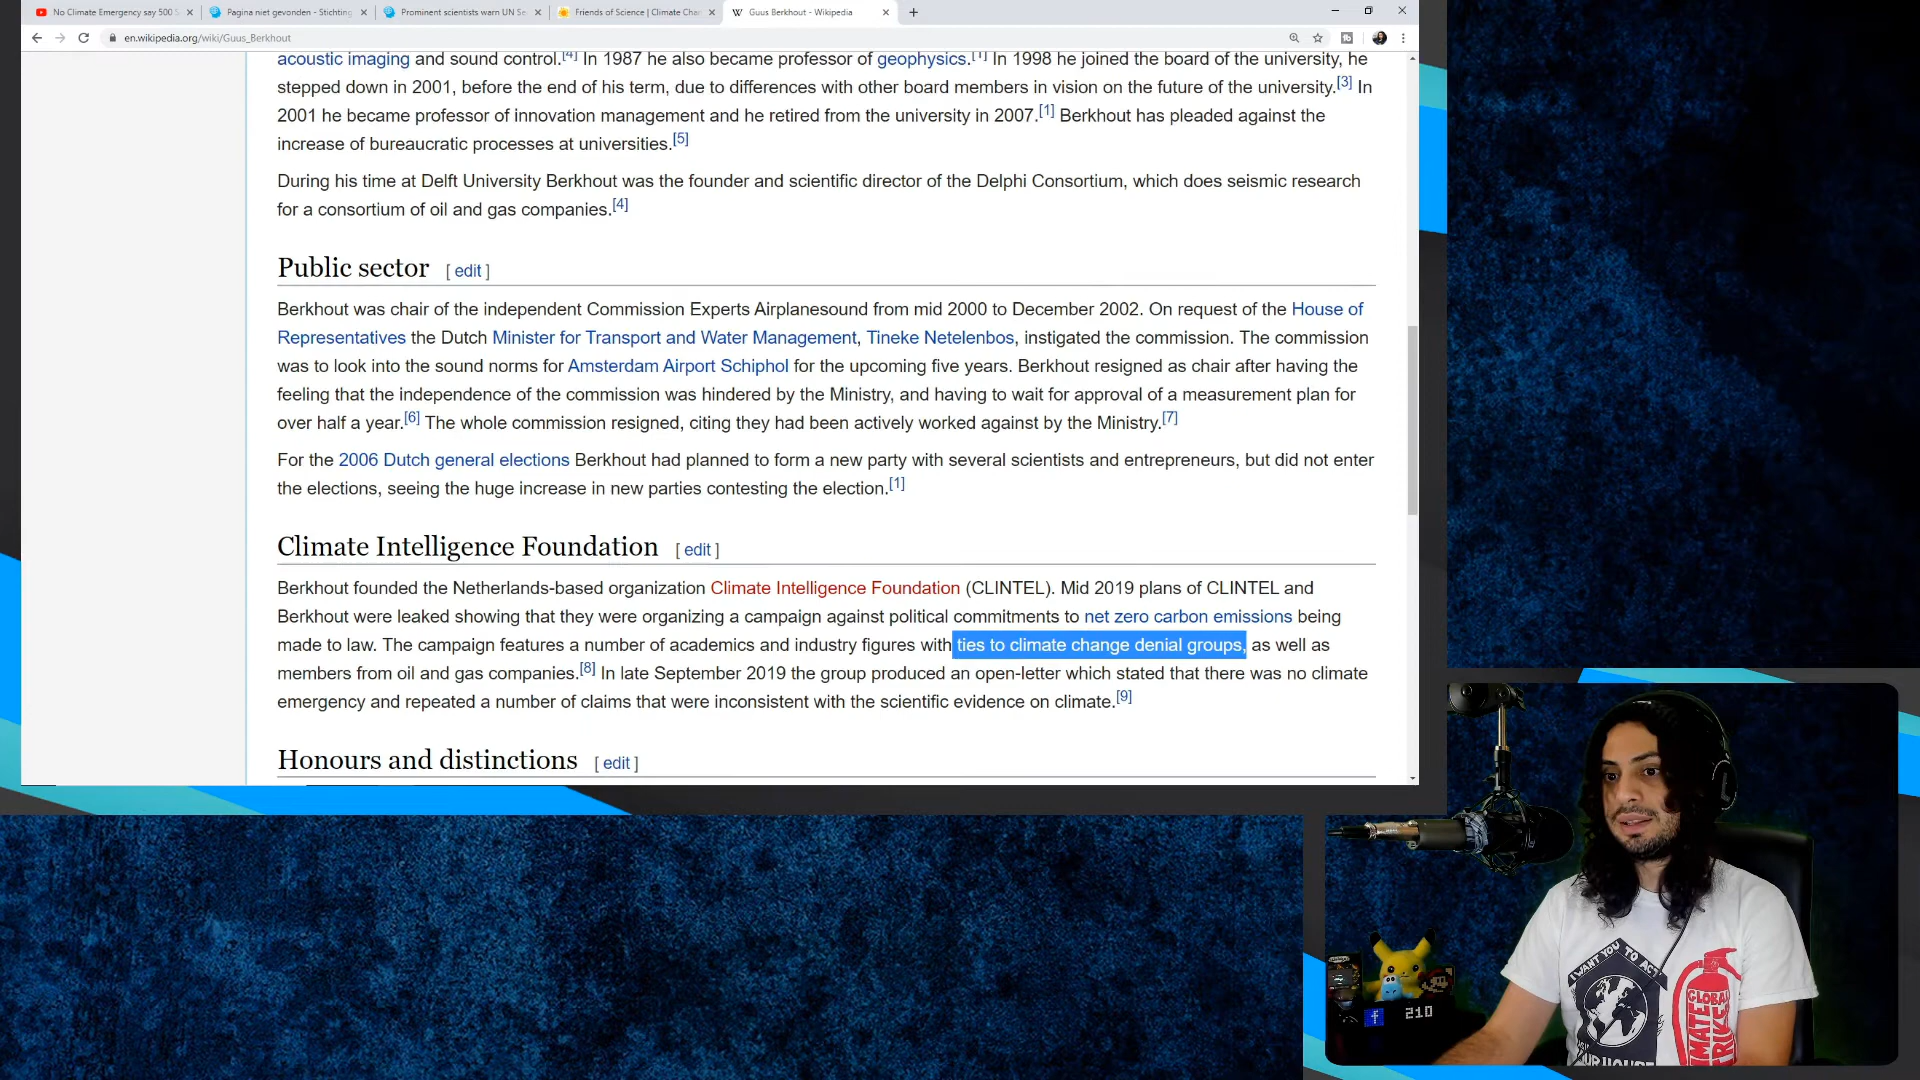 No Climate Emergency say 500 S
Pagina niet gevonden - Stichting
Prominent scientists warn UN Se
Friends of Science | Climate Cha
W Guus Berkhout - Wikipedia
en.wikipedia.org/wiki/Guus_Berkhout
acoustic imaging and sound control.[4] In 1987 he also became professor of geophysics.[1] In 1998 he joined the board of the university, he
stepped down in 2001, before the end of his term, due to differences with other board members in vision on the future of the university.[3] In
2001 he became professor of innovation management and he retired from the university in 2007.[1] Berkhout has pleaded against the
increase of bureaucratic processes at universities.[5]
During his time at Delft University Berkhout was the founder and scientific director of the Delphi Consortium, which does seismic research
for a consortium of oil and gas companies.[4]
Public sector [ edit ]
Berkhout was chair of the independent Commission Experts Airplanesound from mid 2000 to December 2002. On request of the House of
Representatives the Dutch Minister for Transport and Water Management, Tineke Netelenbos, instigated the commission. The commission
was to look into the sound norms for Amsterdam Airport Schiphol for the upcoming five years. Berkhout resigned as chair after having the
feeling that the independence of the commission was hindered by the Ministry, and having to wait for approval of a measurement plan for
over half a year.[6] The whole commission resigned, citing they had been actively worked against by the Ministry.[7]
For the 2006 Dutch general elections Berkhout had planned to form a new party with several scientists and entrepreneurs, but did not enter
the elections, seeing the huge increase in new parties contesting the election.[1]
Climate Intelligence Foundation [ edit ]
Berkhout founded the Netherlands-based organization Climate Intelligence Foundation (CLINTEL). Mid 2019 plans of CLINTEL and
Berkhout were leaked showing that they were organizing a campaign against political commitments to net zero carbon emissions being
made to law. The campaign features a number of academics and industry figures with ties to climate change denial groups, as well as
members from oil and gas companies.[8] In late September 2019 the group produced an open-letter which stated that there was no climate
emergency and repeated a number of claims that were inconsistent with the scientific evidence on climate.[9]
Honours and distinctions [ edit ]
I WANT YOU TO ACT
GLOBAL
CLIMATE
STRIKE
f 210